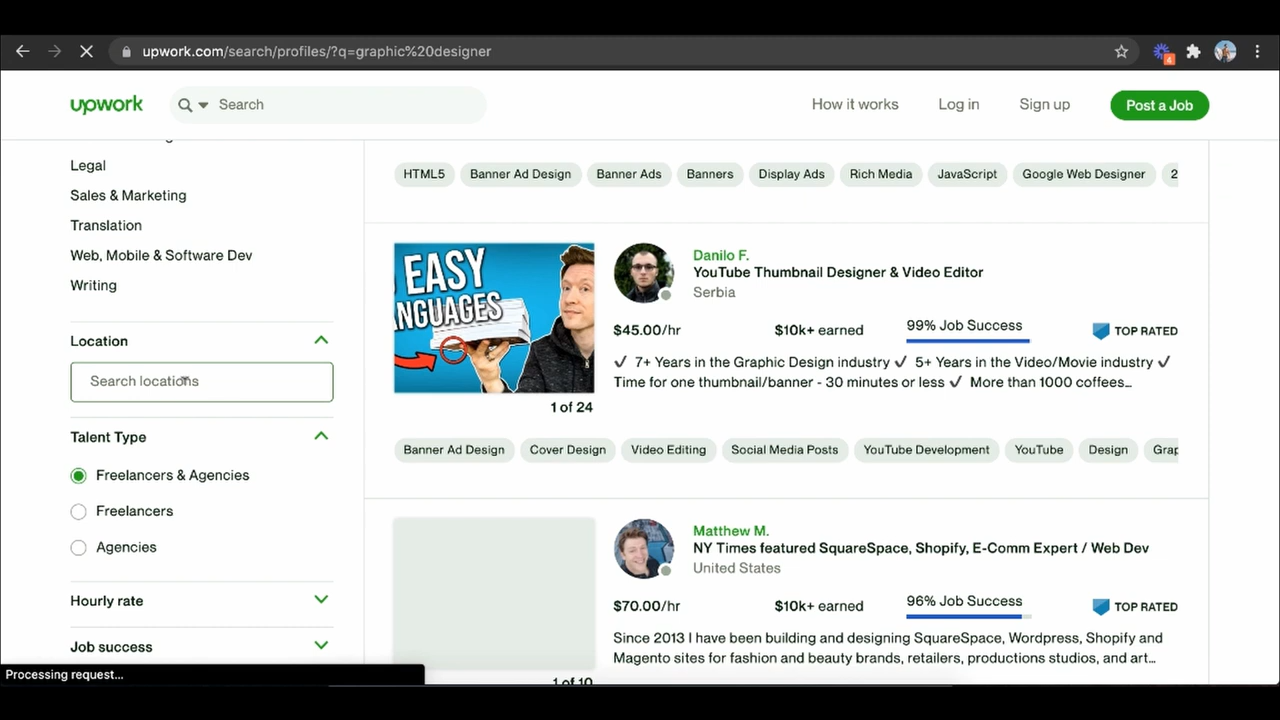 upwork.com/search/profiles/?q=graphic%20designer
4
upwork
Search
How it works
Log in
Sign up
Post a Job
Legal
Sales & Marketing
Translation
Web, Mobile & Software Dev
Writing
Location
Search locations
Talent Type
Freelancers & Agencies
Freelancers
Agencies
Hourly rate
Job success
Processing request...
HTML5
Banner Ad Design
Banner Ads
Banners
Display Ads
Rich Media
JavaScript
Google Web Designer
2
EASY
NGUAGES
1 of 24
Danilo F.
YouTube Thumbnail Designer & Video Editor
Serbia
$45.00/hr
$10k+ earned
99% Job Success
TOP RATED
✓ 7+ Years in the Graphic Design industry ✓ 5+ Years in the Video/Movie industry ✓
Time for one thumbnail/banner - 30 minutes or less ✓ More than 1000 coffees...
Banner Ad Design
Cover Design
Video Editing
Social Media Posts
YouTube Development
YouTube
Design
Grap
Matthew M.
NY Times featured SquareSpace, Shopify, E-Comm Expert / Web Dev
United States
$70.00/hr
$10k+ earned
96% Job Success
TOP RATED
Since 2013 I have been building and designing SquareSpace, Wordpress, Shopify and
Magento sites for fashion and beauty brands, retailers, productions studios, and art...
1 of 10